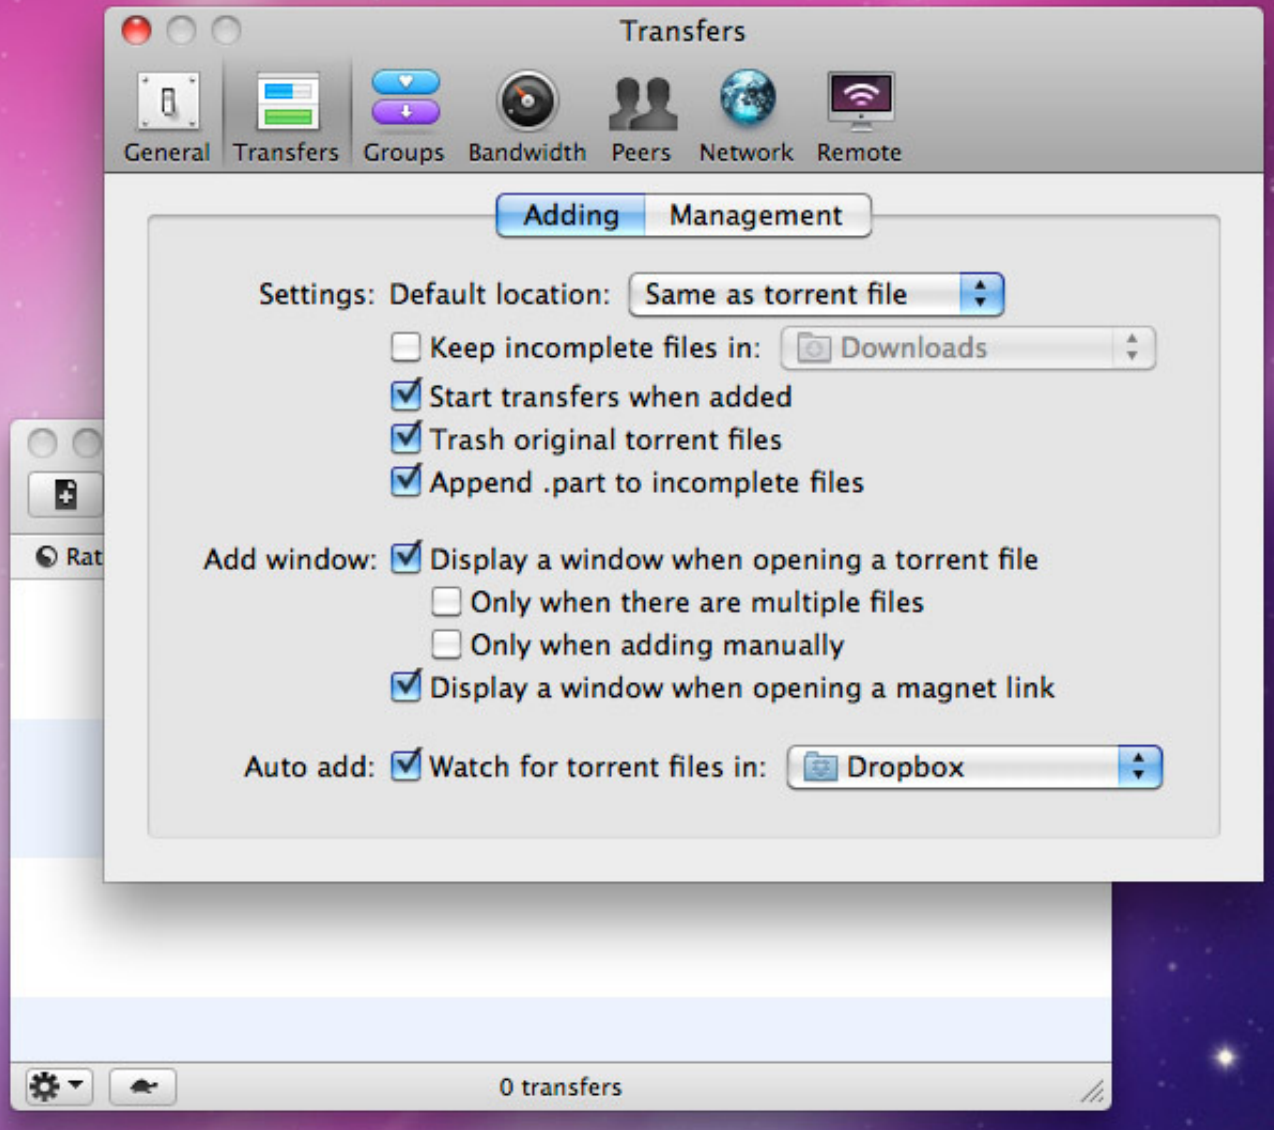 Transfers
General Transfers Groups Bandwidth Peers Network Remote
Adding Management
Settings: Default location: Same as torrent file
Keep incomplete files in: Downloads
Start transfers when added
Trash original torrent files
Append .part to incomplete files
Rat
Add window: Display a window when opening a torrent file
Only when there are multiple files
Only when adding manually
Display a window when opening a magnet link
Auto add: Watch for torrent files in: Dropbox
0 transfers